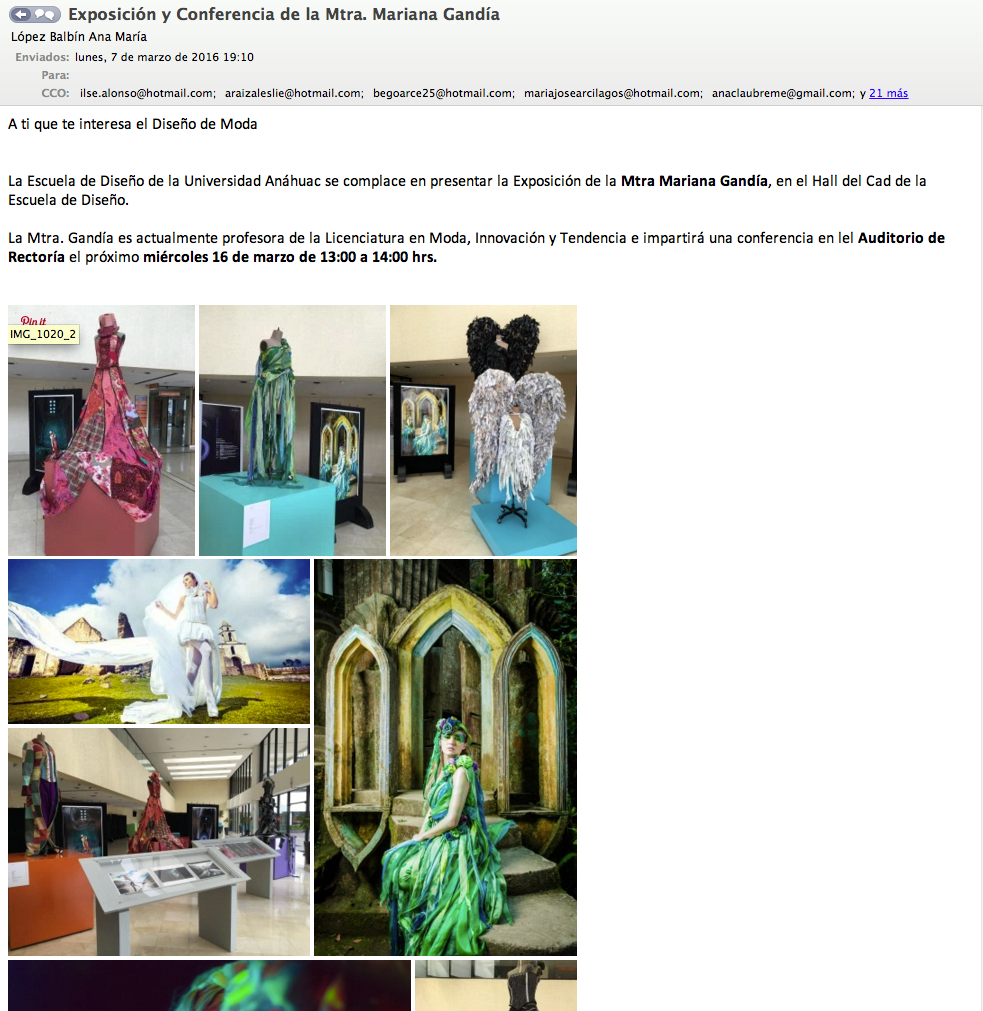 Exposición y Conferencia de la Mtra. Mariana Gandía
López Balbín Ana María
Enviados: lunes, 7 de marzo de 2016 19:10
Para:
CCO: ilse.alonso@hotmail.com; araizaleslie@hotmail.com; begoarce25@hotmail.com; mariajosearcilagos@hotmail.com; anaclaubreme@gmail.com; y 21 más
A ti que te interesa el Diseño de Moda
La Escuela de Diseño de la Universidad Anáhuac se complace en presentar la Exposición de la Mtra Mariana Gandía, en el Hall del Cad de la
Escuela de Diseño.
La Mtra. Gandía es actualmente profesora de la Licenciatura en Moda, Innovación y Tendencia e impartirá una conferencia en lel Auditorio de
Rectoría el próximo miércoles 16 de marzo de 13:00 a 14:00 hrs.
Pin it
IMG_1020_2